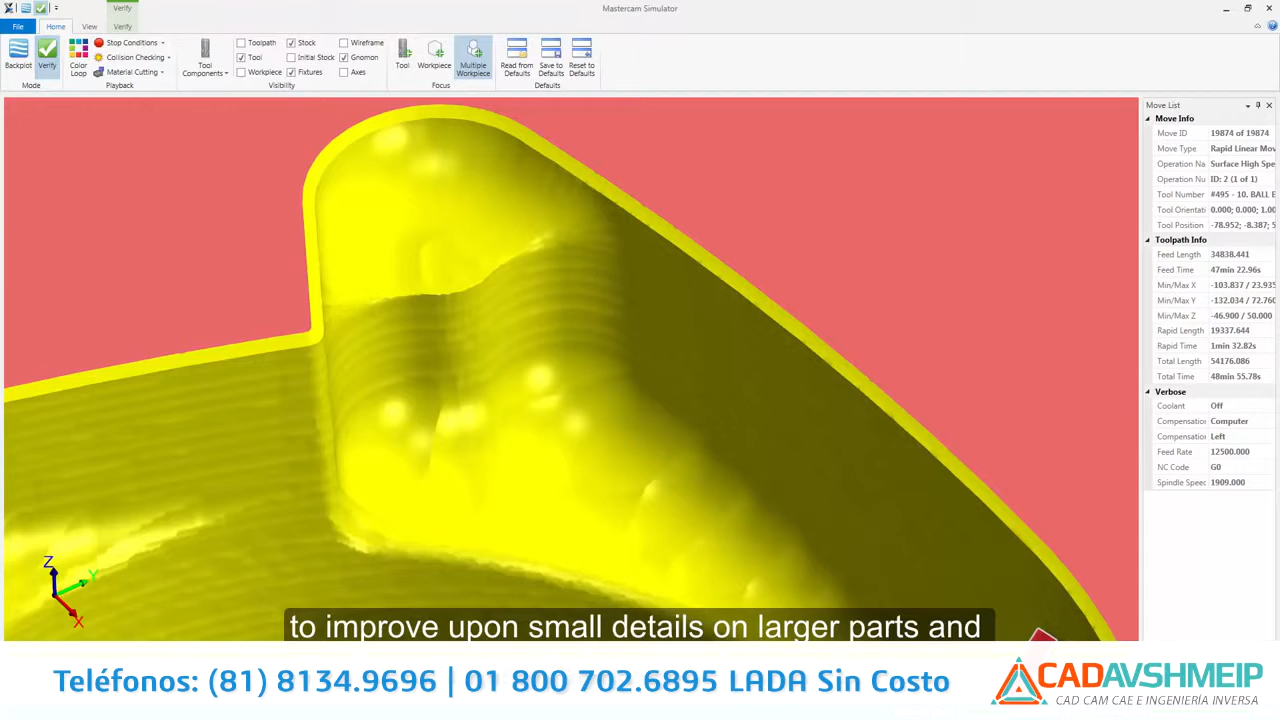 Verify
Mastercam Simulator
File
Home
View
Verify
Backplot
Verify
Mode
Color
Loop
Stop Conditions
Collision Checking
Material Cutting
Playback
Tool
Components
Toolpath
Tool
Workpiece
Stock
Initial Stock
Fixtures
Wireframe
Gnomon
Axes
Visibility
Tool
Workpiece
Multiple
Workpiece
Focus
Read from
Defaults
Save to
Defaults
Reset to
Defaults
Defaults
Move List
Move Info
Move ID 19874 of 19874
Move Type Rapid Linear Mov
Operation Na Surface High Spe
Operation Nu ID: 2 (1 of 1)
Tool Number #495 - 10. BALL E
Tool Orientati 0.000; 0.000; 1.00
Tool Position -78.952; -8.387; 5
Toolpath Info
Feed Length 34838.441
Feed Time 47min 22.96s
Min/Max X -103.837 / 23.935
Min/Max Y -132.034 / 72.760
Min/Max Z -46.900 / 50.000
Rapid Length 19337.644
Rapid Time 1min 32.82s
Total Length 54176.086
Total Time 48min 55.78s
Verbose
Coolant Off
Compensation Computer
Compensation Left
Feed Rate 12500.000
NC Code G0
Spindle Speed 1909.000
Z
Y
X
to improve upon small details on larger parts and
Teléfonos: (81) 8134.9696 | 01 800 702.6895 LADA Sin Costo
CADAVSHMEIP
CAD CAM CAE E INGENIERÍA INVERSA